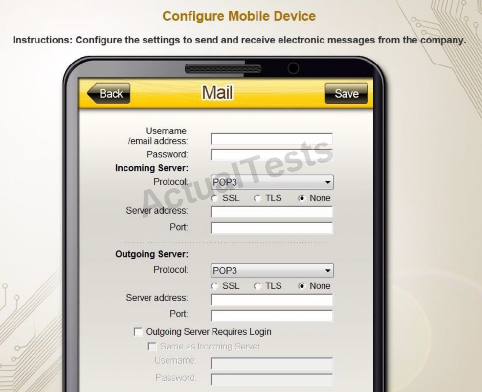 Configure Mobile Device
Instructions: Configure the settings to send and receive electronic messages from the company.
Back Mail Save
Username
/email address:
Password:
Incoming Server:
Protocol: POP3
SSL TLS None
Server address:
Port:
ActualTests
Outgoing Server:
Protocol: POP3
SSL TLS None
Server address:
Port:
Outgoing Server Requires Login
Same as Incoming Server
Username:
Password: